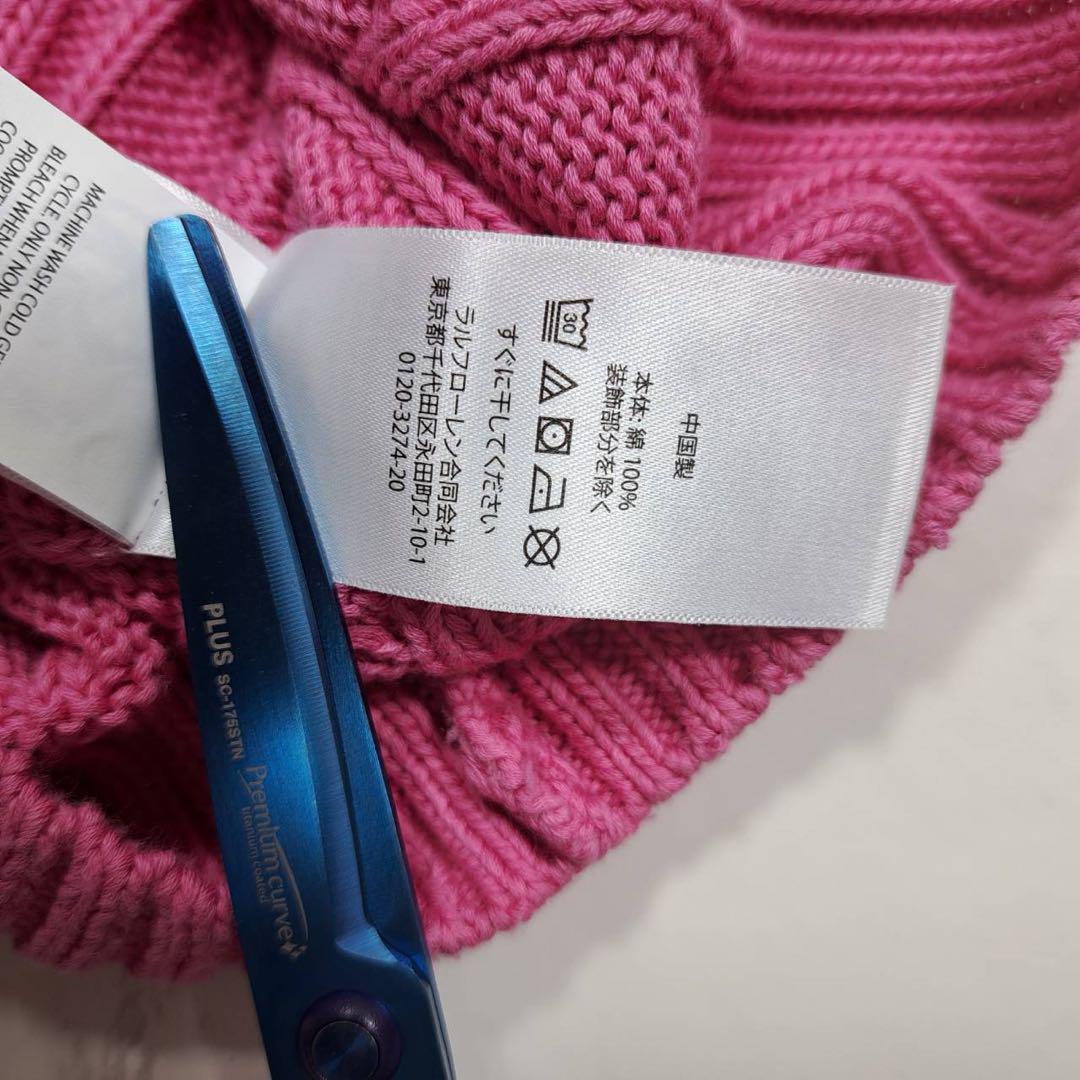 中国製
本体: 綿 100%
装飾部分を除く
30
すぐに干してください
ラルフローレン合同会社
東京都千代田区永田町2-10-1
0120-3274-20
MACHINE WASH COLD
CYCLE ONLY NON
BLEACH WHEN
PLUS SC-175STN
Premium curve
titanium coated